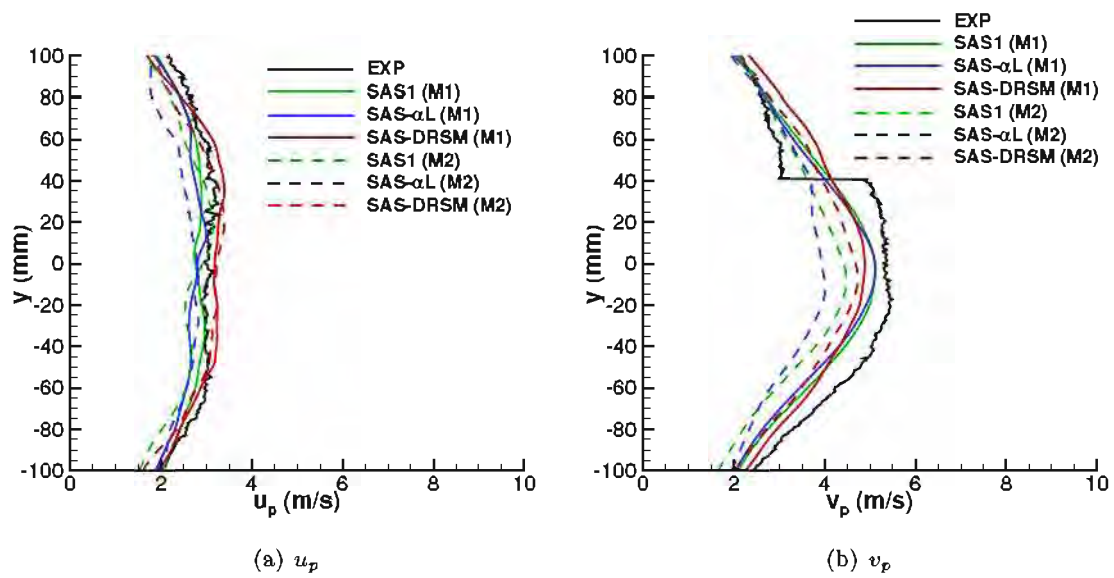 100
80
60
40
20
0
-20
-40
-60
-80
-100
y (mm)
0
2
4
6
8
10
u_p (m/s)
EXP
SAS1 (M1)
SAS-αL (M1)
SAS-DRSM (M1)
SAS1 (M2)
SAS-αL (M2)
SAS-DRSM (M2)
(a) u_p
100
80
60
40
20
0
-20
-40
-60
-80
-100
y (mm)
0
2
4
6
8
10
v_p (m/s)
EXP
SAS1 (M1)
SAS-αL (M1)
SAS-DRSM (M1)
SAS1 (M2)
SAS-αL (M2)
SAS-DRSM (M2)
(b) v_p